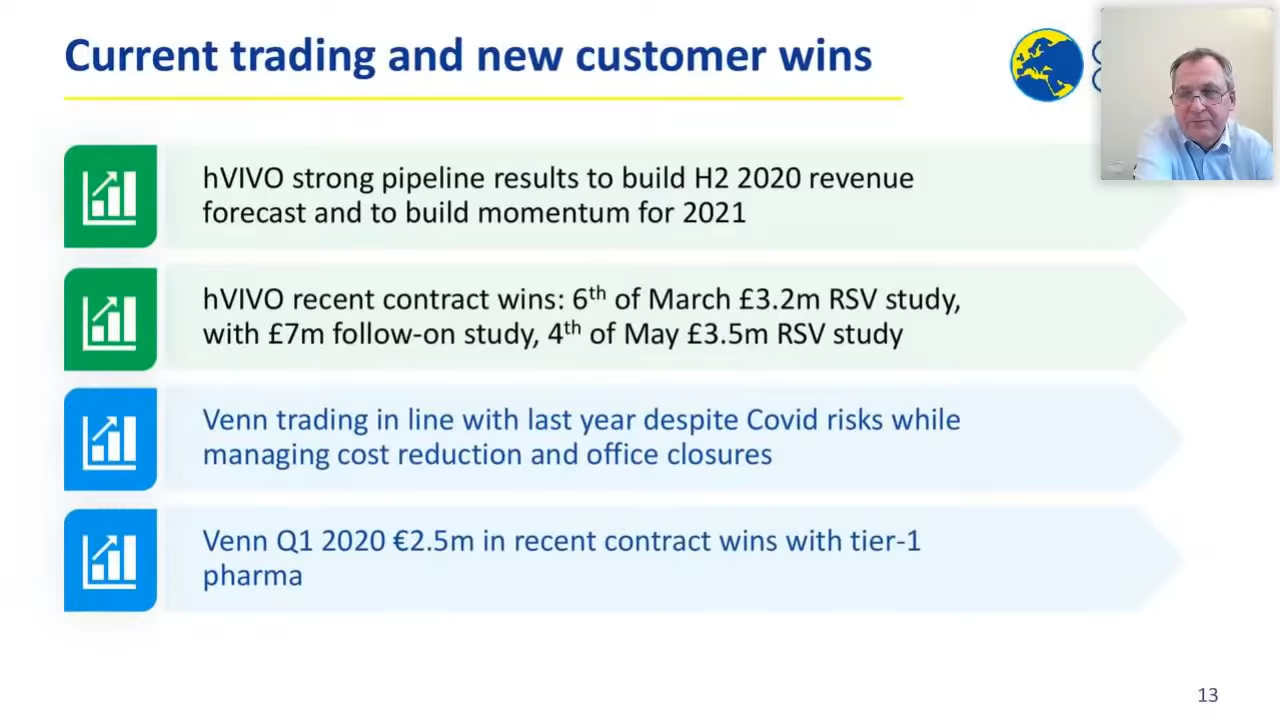 Current trading and new customer wins
hVIVO strong pipeline results to build H2 2020 revenue
forecast and to build momentum for 2021
hVIVO recent contract wins: 6th of March £3.2m RSV study,
with £7m follow-on study, 4th of May £3.5m RSV study
Venn trading in line with last year despite Covid risks while
managing cost reduction and office closures
Venn Q1 2020 €2.5m in recent contract wins with tier-1
pharma
13